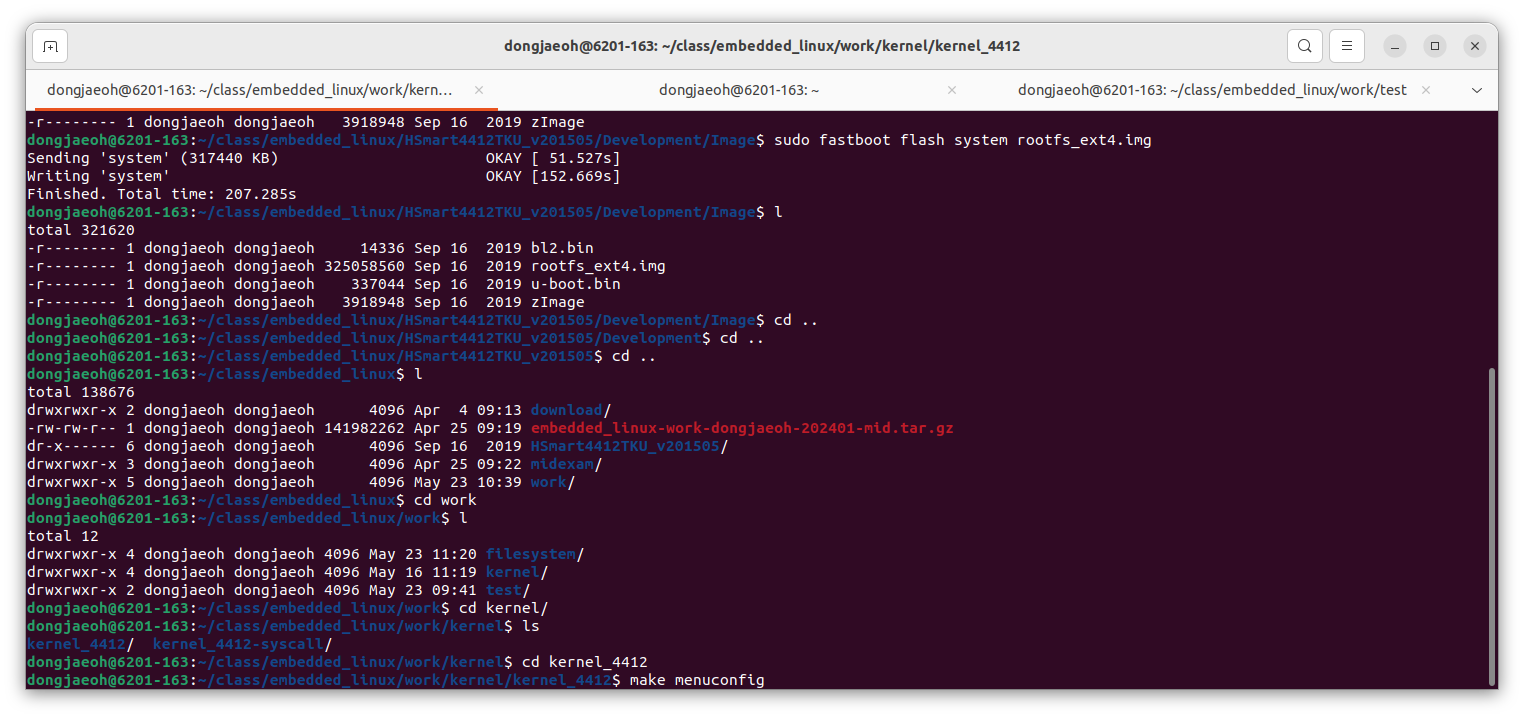 dongjaeoh@6201-163: ~/class/embedded_linux/work/kernel/kernel_4412
dongjaeoh@6201-163: ~/class/embedded_linux/work/kern…
dongjaeoh@6201-163: ~
dongjaeoh@6201-163: ~/class/embedded_linux/work/test
-r-------- 1 dongjaeoh dongjaeoh   3918948 Sep 16  2019 zImage
dongjaeoh@6201-163:~/class/embedded_linux/HSmart4412TKU_v201505/Development/Image$ sudo fastboot flash system rootfs_ext4.img
Sending 'system' (317440 KB)                       OKAY [ 51.527s]
Writing 'system'                                   OKAY [152.669s]
Finished. Total time: 207.285s
dongjaeoh@6201-163:~/class/embedded_linux/HSmart4412TKU_v201505/Development/Image$ l
total 321620
-r-------- 1 dongjaeoh dongjaeoh     14336 Sep 16  2019 bl2.bin
-r-------- 1 dongjaeoh dongjaeoh 325058560 Sep 16  2019 rootfs_ext4.img
-r-------- 1 dongjaeoh dongjaeoh    337044 Sep 16  2019 u-boot.bin
-r-------- 1 dongjaeoh dongjaeoh   3918948 Sep 16  2019 zImage
dongjaeoh@6201-163:~/class/embedded_linux/HSmart4412TKU_v201505/Development/Image$ cd ..
dongjaeoh@6201-163:~/class/embedded_linux/HSmart4412TKU_v201505/Development$ cd ..
dongjaeoh@6201-163:~/class/embedded_linux/HSmart4412TKU_v201505$ cd ..
dongjaeoh@6201-163:~/class/embedded_linux$ l
total 138676
drwxrwxr-x 2 dongjaeoh dongjaeoh      4096 Apr  4 09:13 download/
-rw-rw-r-- 1 dongjaeoh dongjaeoh 141982262 Apr 25 09:19 embedded_linux-work-dongjaeoh-202401-mid.tar.gz
dr-x------ 6 dongjaeoh dongjaeoh      4096 Sep 16  2019 HSmart4412TKU_v201505/
drwxrwxr-x 3 dongjaeoh dongjaeoh      4096 Apr 25 09:22 midexam/
drwxrwxr-x 5 dongjaeoh dongjaeoh      4096 May 23 10:39 work/
dongjaeoh@6201-163:~/class/embedded_linux$ cd work
dongjaeoh@6201-163:~/class/embedded_linux/work$ l
total 12
drwxrwxr-x 4 dongjaeoh dongjaeoh 4096 May 23 11:20 filesystem/
drwxrwxr-x 4 dongjaeoh dongjaeoh 4096 May 16 11:19 kernel/
drwxrwxr-x 2 dongjaeoh dongjaeoh 4096 May 23 09:41 test/
dongjaeoh@6201-163:~/class/embedded_linux/work$ cd kernel/
dongjaeoh@6201-163:~/class/embedded_linux/work/kernel$ ls
kernel_4412/  kernel_4412-syscall/
dongjaeoh@6201-163:~/class/embedded_linux/work/kernel$ cd kernel_4412
dongjaeoh@6201-163:~/class/embedded_linux/work/kernel/kernel_4412$ make menuconfig